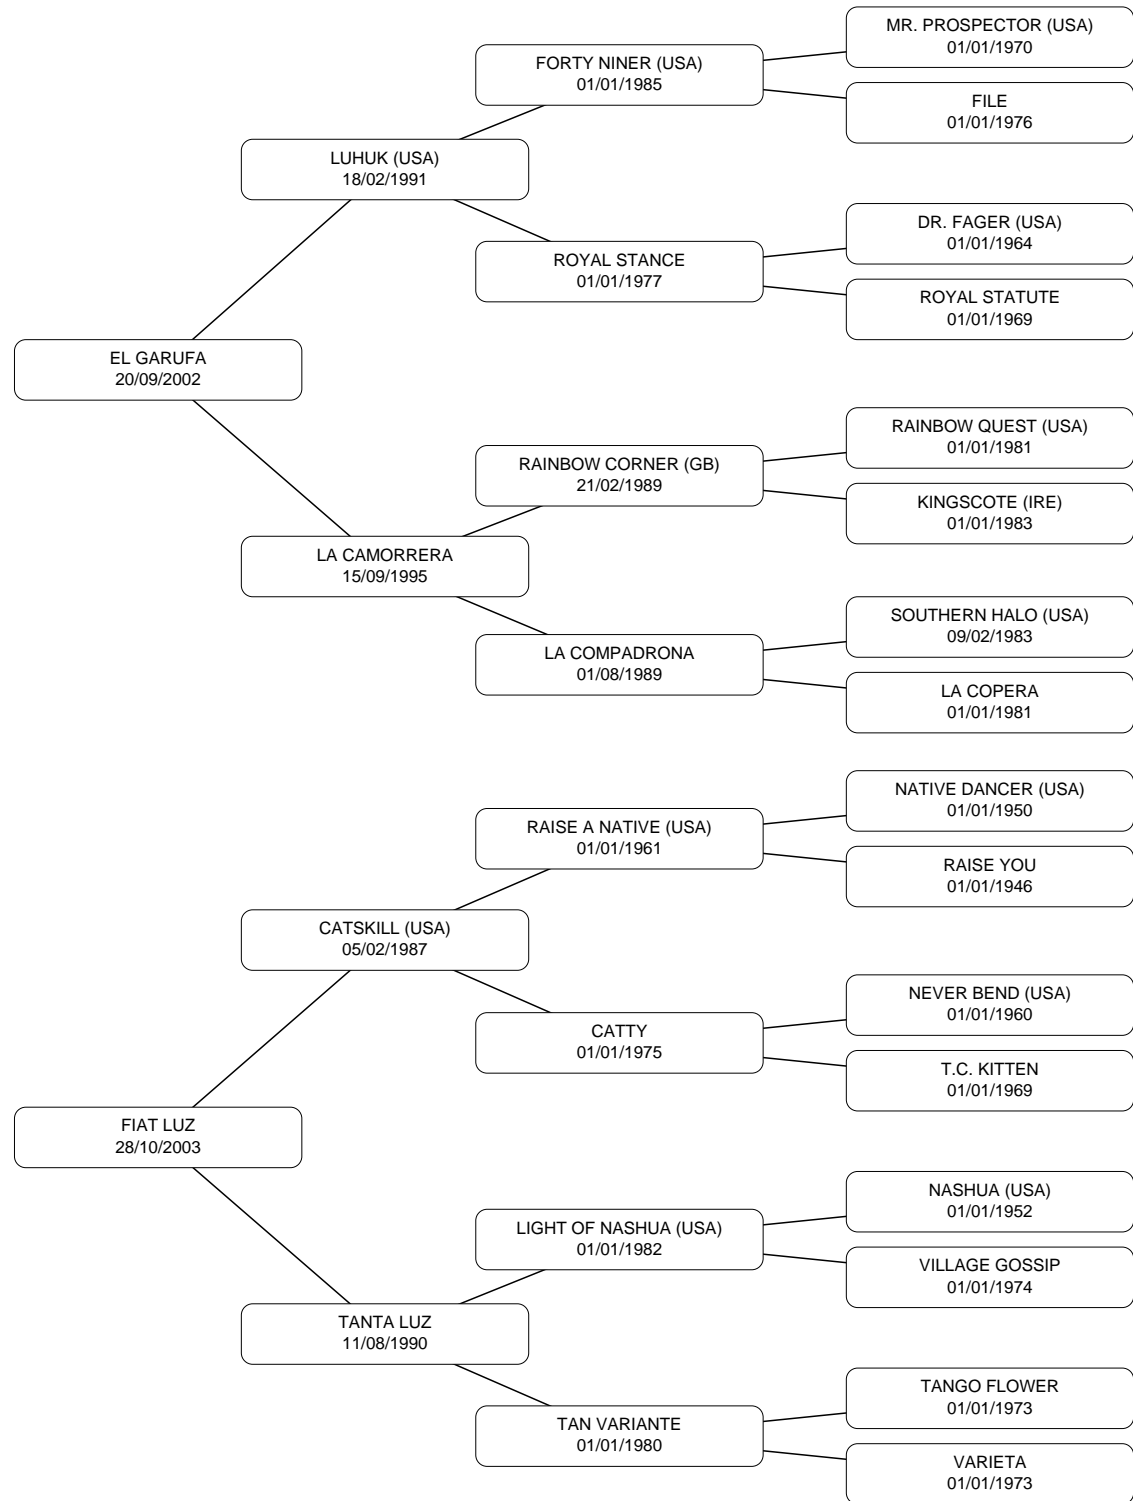 MR. PROSPECTOR (USA)
01/01/1970
FORTY NINER (USA)
01/01/1985
FILE
01/01/1976
LUHUK (USA)
18/02/1991
DR. FAGER (USA)
01/01/1964
ROYAL STANCE
01/01/1977
ROYAL STATUTE
01/01/1969
EL GARUFA
20/09/2002
RAINBOW QUEST (USA)
01/01/1981
RAINBOW CORNER (GB)
21/02/1989
KINGSCOTE (IRE)
01/01/1983
LA CAMORRERA
15/09/1995
SOUTHERN HALO (USA)
09/02/1983
LA COMPADRONA
01/08/1989
LA COPERA
01/01/1981
NATIVE DANCER (USA)
01/01/1950
RAISE A NATIVE (USA)
01/01/1961
RAISE YOU
01/01/1946
CATSKILL (USA)
05/02/1987
NEVER BEND (USA)
01/01/1960
CATTY
01/01/1975
T.C. KITTEN
01/01/1969
FIAT LUZ
28/10/2003
NASHUA (USA)
01/01/1952
LIGHT OF NASHUA (USA)
01/01/1982
VILLAGE GOSSIP
01/01/1974
TANTA LUZ
11/08/1990
TANGO FLOWER
01/01/1973
TAN VARIANTE
01/01/1980
VARIETA
01/01/1973